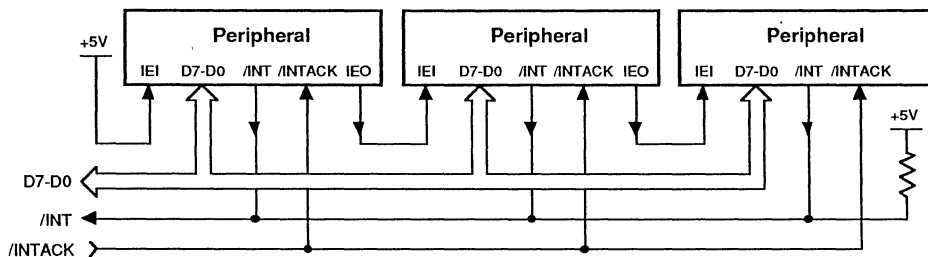 Peripheral Peripheral Peripheral
+5V
IEI D7-D0 /INT /INTACK IEO IEI D7-D0 /INT /INTACK IEO IEI D7-D0 /INT /INTACK
+5V
D7-D0
/INT
/INTACK